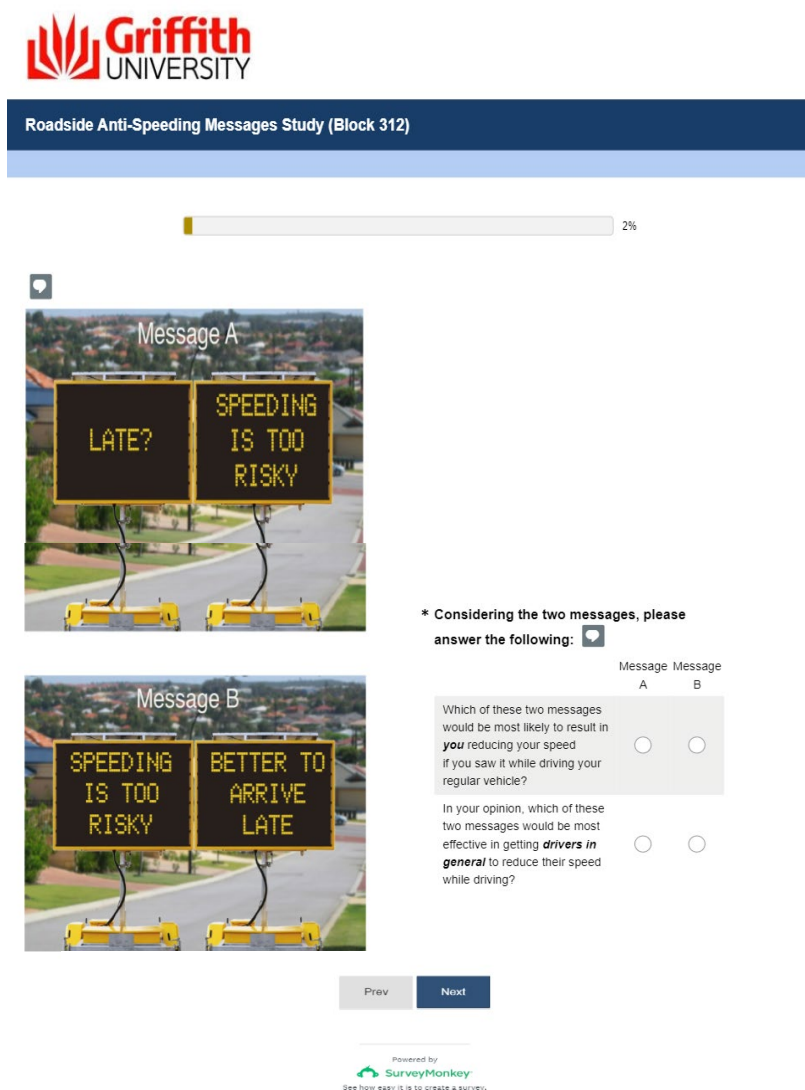 Griffith
UNIVERSITY
Roadside Anti-Speeding Messages Study (Block 312)
2%
Message A
LATE?
SPEEDING
IS TOO
RISKY
* Considering the two messages, please
answer the following:
Message Message
A B
Which of these two messages
would be most likely to result in
you reducing your speed
if you saw it while driving your
regular vehicle?
In your opinion, which of these
two messages would be most
effective in getting drivers in
general to reduce their speed
while driving?
Message B
SPEEDING
IS TOO
RISKY
BETTER TO
ARRIVE
LATE
Prev
Next
Powered by
SurveyMonkey
See how easy it is to create a survey.